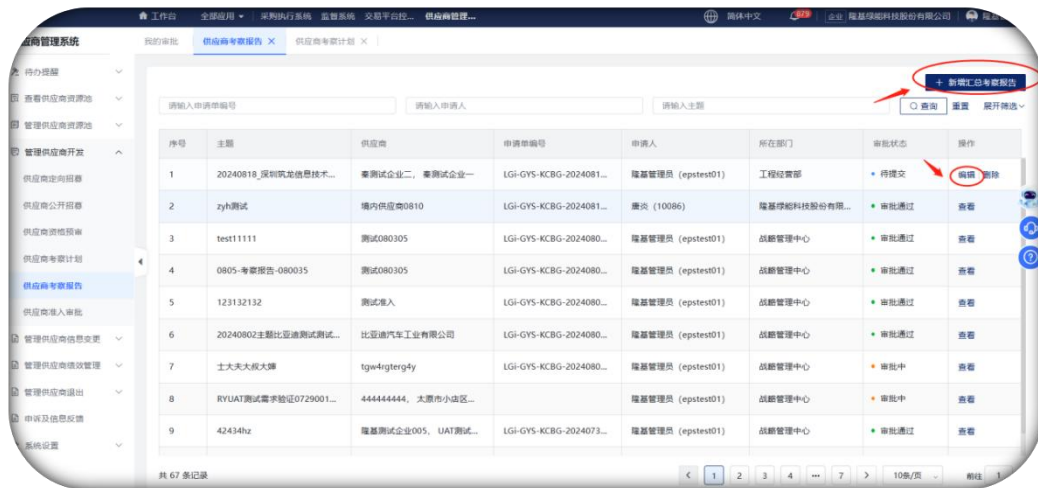 工作台 全部应用 采购执行系统 监管系统 交易平台控... 供应商管理... 简体中文 879 企业 隆基绿能科技股份有限公司
应商管理系统 我的审批 供应商考察报告 × 供应商考察计划 ×
待办提醒
查看供应商资源池
管理供应商资源池
管理供应商开发
供应商定向招募
供应商公开招募
供应商资格预审
供应商考察计划
供应商考察报告
供应商准入审批
管理供应商信息变更
管理供应商绩效管理
管理供应商退出
申诉及信息反馈
系统设置
+ 新增汇总考察报告
请输入申请单编号 请输入申请人 请输入主题 查询 重置 展开筛选
序号 主题 供应商 申请单编号 申请人 所在部门 审批状态 操作
1 20240818_深圳筑龙信息技术... 秦测试企业二, 秦测试企业一 LGi-GYS-KCBG-202481... 隆基管理员 (epstest01) 工程经营部 待提交 编辑 删除
2 zyh测试 境内供应商0810 LGi-GYS-KCBG-2024081... 唐炎 (10086) 隆基绿能科技股份有限... 审批通过 查看
3 test11111 测试080305 LGi-GYS-KCBG-2024080... 隆基管理员 (epstest01) 战略管理中心 审批通过 查看
4 0805-考察报告-080035 测试080305 LGi-GYS-KCBG-2024080... 隆基管理员 (epstest01) 战略管理中心 审批通过 查看
5 123132132 测试准入 LGi-GYS-KCBG-2024080... 隆基管理员 (epstest01) 战略管理中心 审批通过 查看
6 20240802主题比亚迪测试测试... 比亚迪汽车工业有限公司 LGi-GYS-KCBG-2024080... 隆基管理员 (epstest01) 战略管理中心 审批通过 查看
7 士大夫大叔大婶 tgw4rgterg4y LGi-GYS-KCBG-2024080... 隆基管理员 (epstest01) 战略管理中心 审批中 查看
8 RYUAT测试需求验证0729001... 444444444, 太原市小店区... 隆基管理员 (epstest01) 战略管理中心 审批中 查看
9 42434hz 隆基测试企业005, UAT测试... LGi-GYS-KCBG-2024073... 隆基管理员 (epstest01) 战略管理中心 审批通过 查看
共 67 条记录 < 1 2 3 4 ••• 7 > 10条/页 前往 1